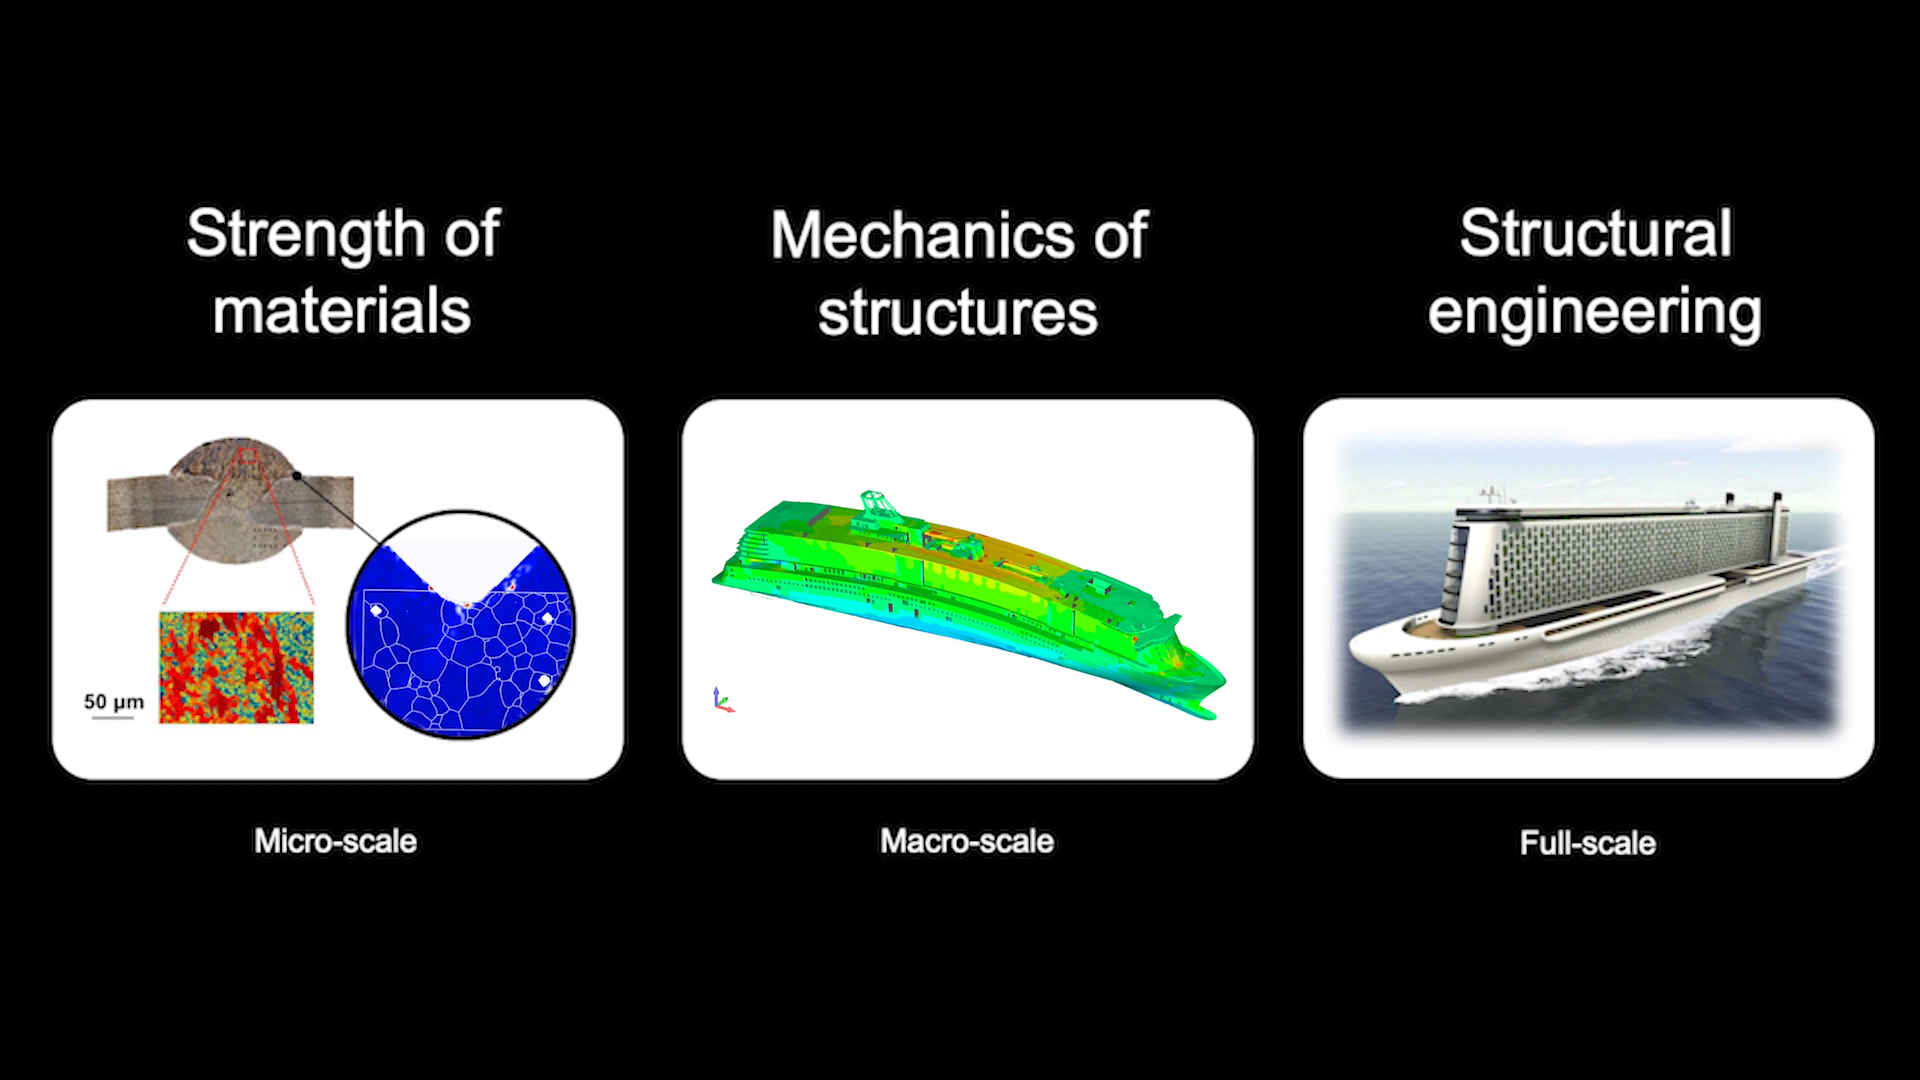 Strength of
materials
Mechanics of
structures
Structural
engineering
50 µm
Micro-scale
Macro-scale
Full-scale